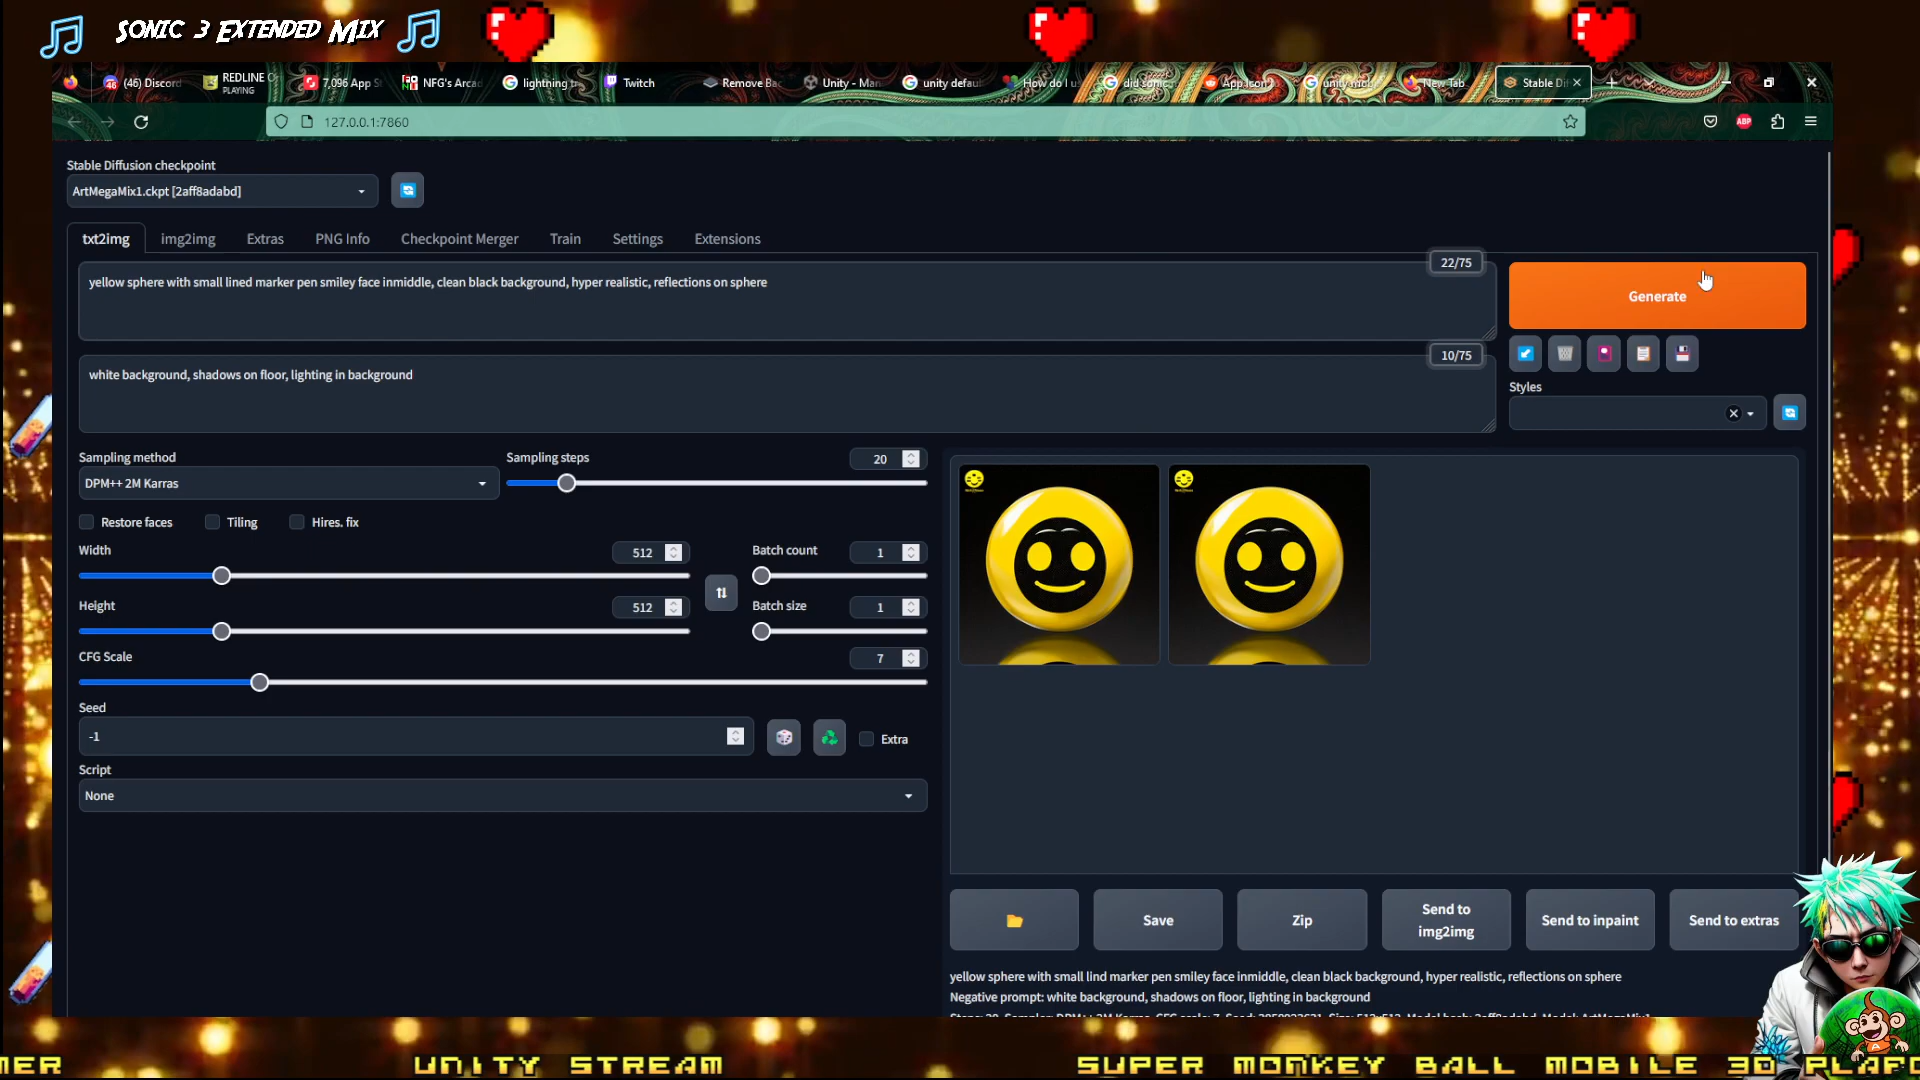 Sonic 3 Extended Mix
(46) Discord
REDLINE
PLAYING
7,096 App S
NFG's Arcad
lighthing t
Twitch
Remove Ba
Unity - Man
unity defau
How do I u
did soni
App Icon
unity mob
New Tab
Stable Di
127.0.0.1:7860
ABP
Stable Diffusion checkpoint
ArtMegaMix1.ckpt [2aff8adabd]
txt2img
img2img
Extras
PNG Info
Checkpoint Merger
Train
Settings
Extensions
22/75
yellow sphere with small lined marker pen smiley face inmiddle, clean black background, hyper realistic, reflections on sphere
Generate
10/75
white background, shadows on floor, lighting in background
Styles
Sampling method
Sampling steps
20
DPM++ 2M Karras
Restore faces
Tiling
Hires. fix
Width
512
Batch count
1
Height
512
Batch size
1
CFG Scale
7
Seed
-1
Extra
Script
None
Save
Zip
Send to
img2img
Send to inpaint
Send to extras
yellow sphere with small lind marker pen smiley face inmiddle, clean black background, hyper realistic, reflections on sphere
Negative prompt: white background, shadows on floor, lighting in background
MER
UNITY STREAM
SUPER MONKEY BALL MOBILE 3D PLAFO